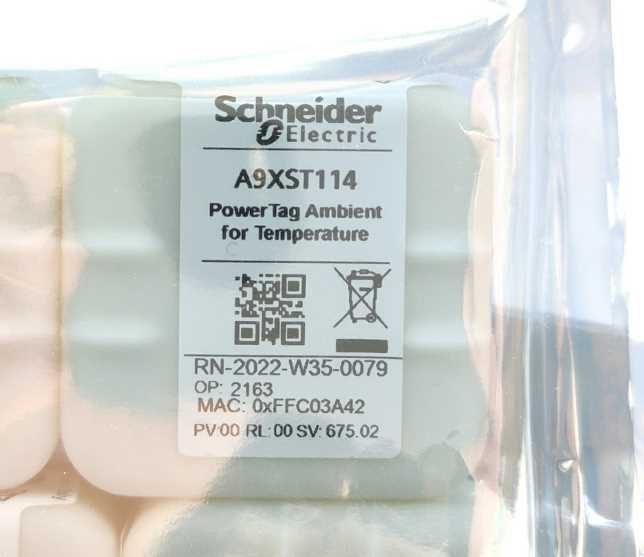 Schneider
Electric
A9XST114
PowerTag Ambient
for Temperature
RN-2022-W35-0079
OP: 2163
MAC: 0xFFC03A42
PV:00 RL:00 SV: 675.02